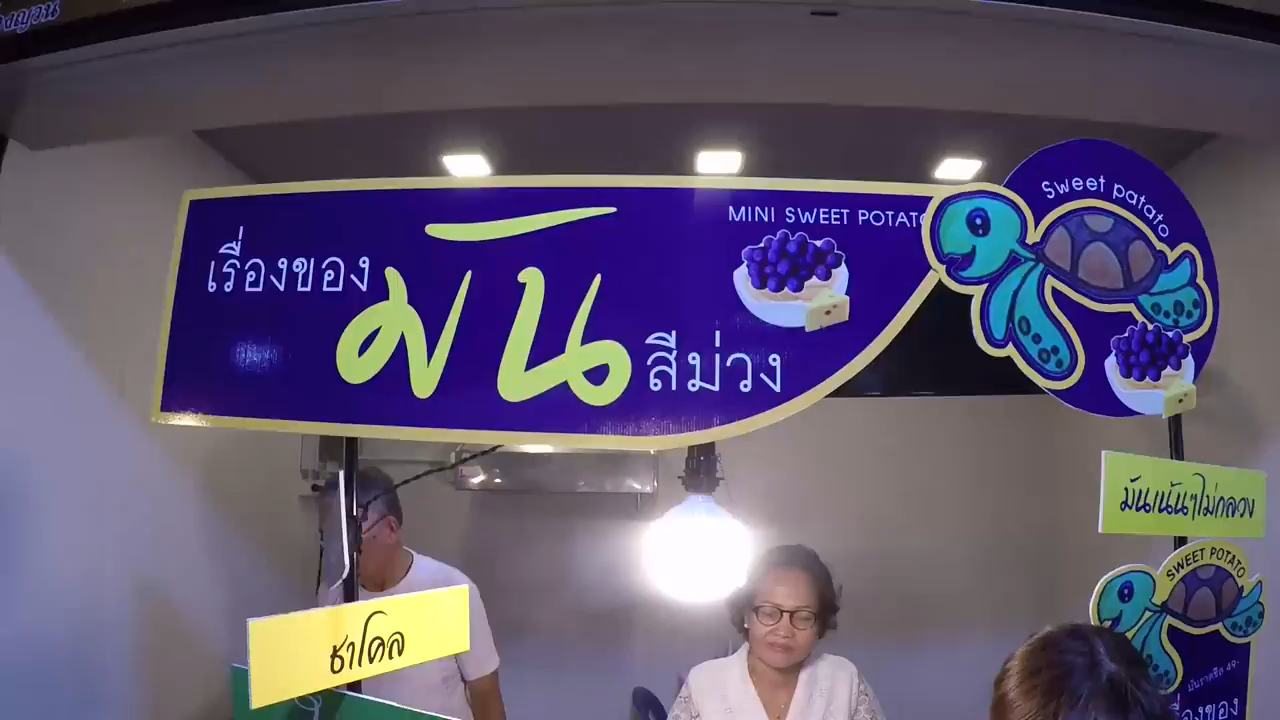 เรื่องของ
มัน
สีม่วง
MINI SWEET POTATO
Sweet patato
มันเน้นๆไม่กลวง
SWEET POTATO
ชาโคล